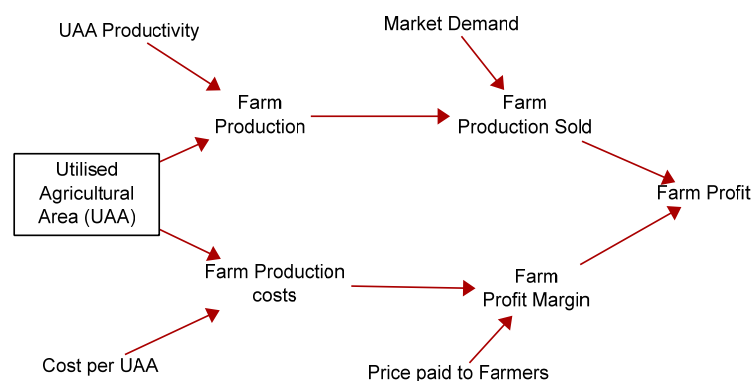 UAA Productivity
Market Demand
Farm
Production
Farm
Production Sold
Utilised
Agricultural
Area (UAA)
Farm Profit
Farm Production
costs
Farm
Profit Margin
Cost per UAA
Price paid to Farmers